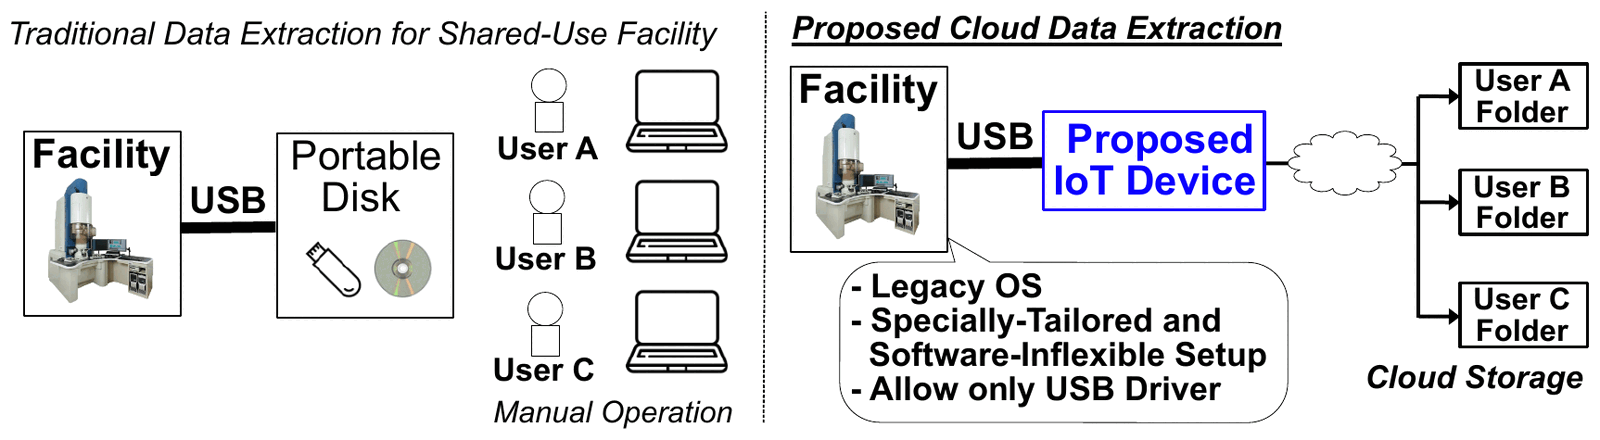 Traditional Data Extraction for Shared-Use Facility
Facility
USB
Portable
Disk
User A
User B
User C
Manual Operation
Proposed Cloud Data Extraction
Facility
USB
Proposed
IoT Device
User A
Folder
User B
Folder
User C
Folder
Cloud Storage
- Legacy OS
- Specially-Tailored and
Software-Inflexible Setup
- Allow only USB Driver